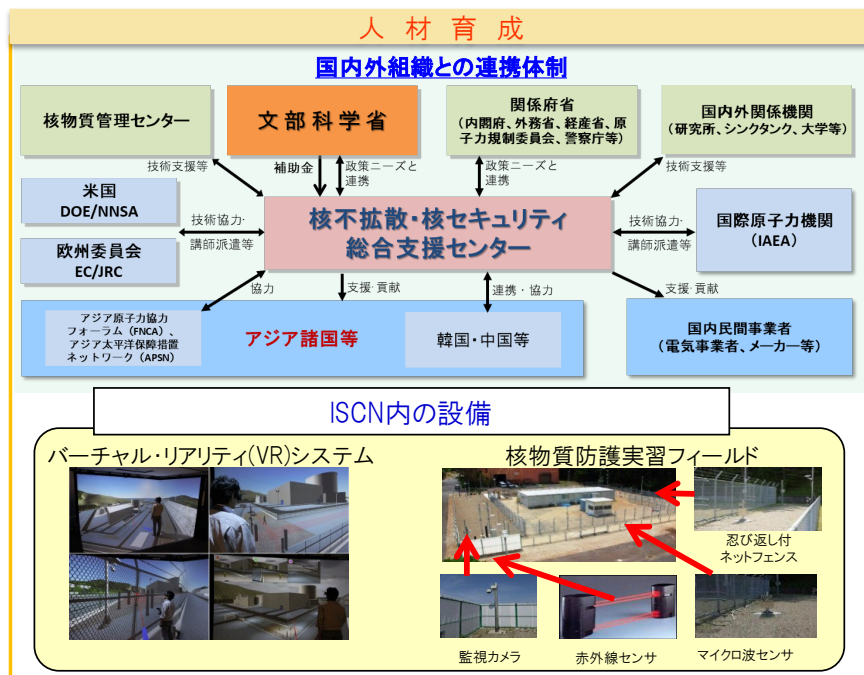 人 材 育 成
国内外組織との連携体制
核物質管理センター
文部科学省
関係府省
（内閣府、外務省、経産省、原
子力規制委員会、警察庁等）
国内外関係機関
（研究所、シンクタンク、大学等）
技術支援等
補助金
政策ニーズと
連携
政策ニーズと
連携
技術支援等
米国
DOE/NNSA
欧州委員会
EC/JRC
技術協力・
講師派遣等
核不拡散・核セキュリティ
総合支援センター
技術協力・
講師派遣等
国際原子力機関
（IAEA）
協力
支援・貢献
連携・協力
支援・貢献
アジア原子力協力
フォーラム（FNCA）、
アジア太平洋保障措置
ネットワーク（APSN）
アジア諸国等
韓国・中国等
国内民間事業者
（電気事業者、メーカー等）
ISCN内の設備
バーチャル・リアリティ(VR)システム
核物質防護実習フィールド
忍び返し付
ネットフェンス
監視カメラ
赤外線センサ
マイクロ波センサ